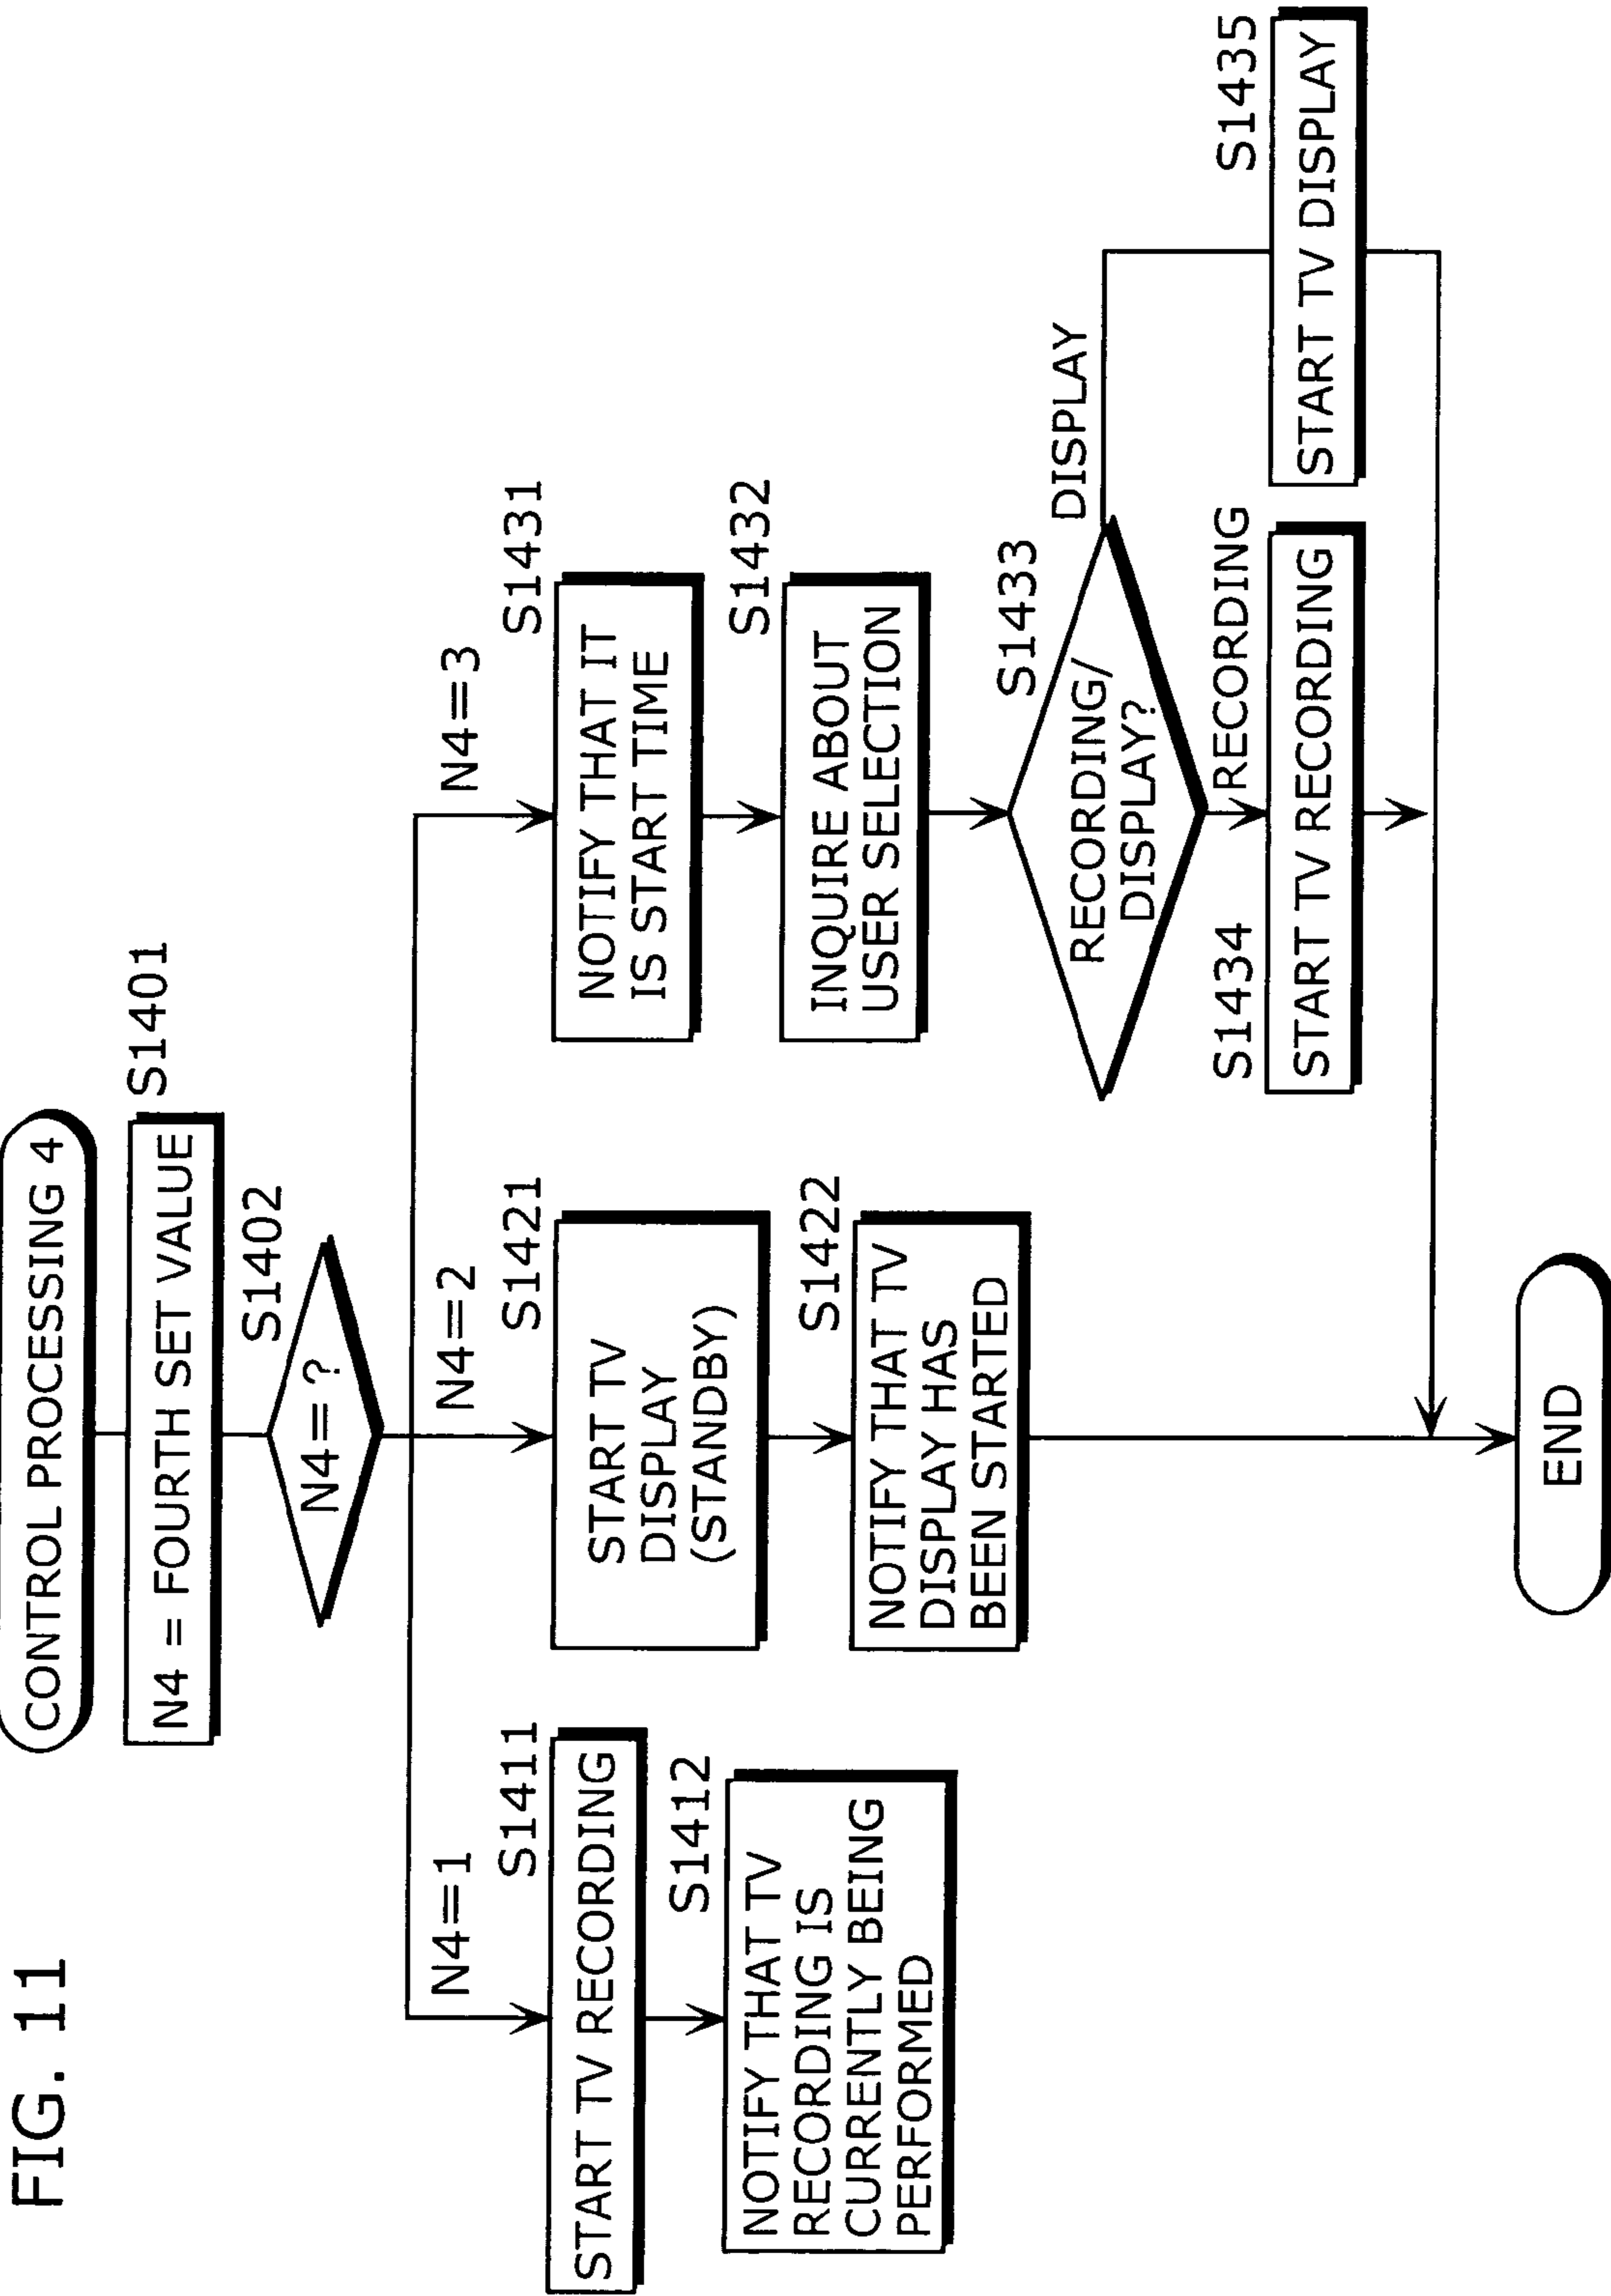 FIG. 11
CONTROL PROCESSING 4
S1401
N4 = FOURTH SET VALUE
S1402
N4= ?
N4=1
S1411
START TV RECORDING
S1412
NOTIFY THAT TV
RECORDING IS
CURRENTLY BEING
PERFORMED
N4=2
S1421
START TV
DISPLAY
(STANDBY)
S1422
NOTIFY THAT TV
DISPLAY HAS
BEEN STARTED
N4=3
S1431
NOTIFY THAT IT
IS START TIME
S1432
INQUIRE ABOUT
USER SELECTION
S1433
RECORDING/
DISPLAY?
DISPLAY
RECORDING
S1434
START TV RECORDING
S1435
START TV DISPLAY
END